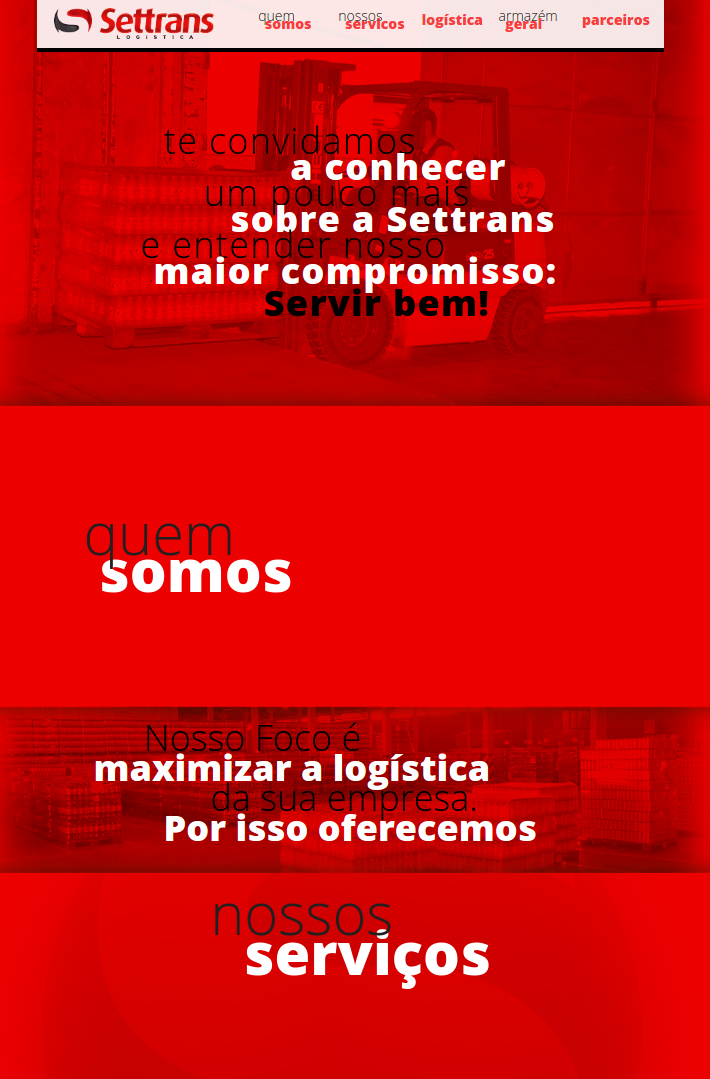 Settrans
LOGÍSTICA
quem
somos
nossos
serviços
logística
armazém
geral
parceiros
te convidamos
a conhecer
um pouco mais
sobre a Settrans
e entender nosso
maior compromisso:
Servir bem!
25
quem
somos
Nosso Foco é
maximizar a logística
da sua empresa.
Por isso oferecemos
nossos
serviços